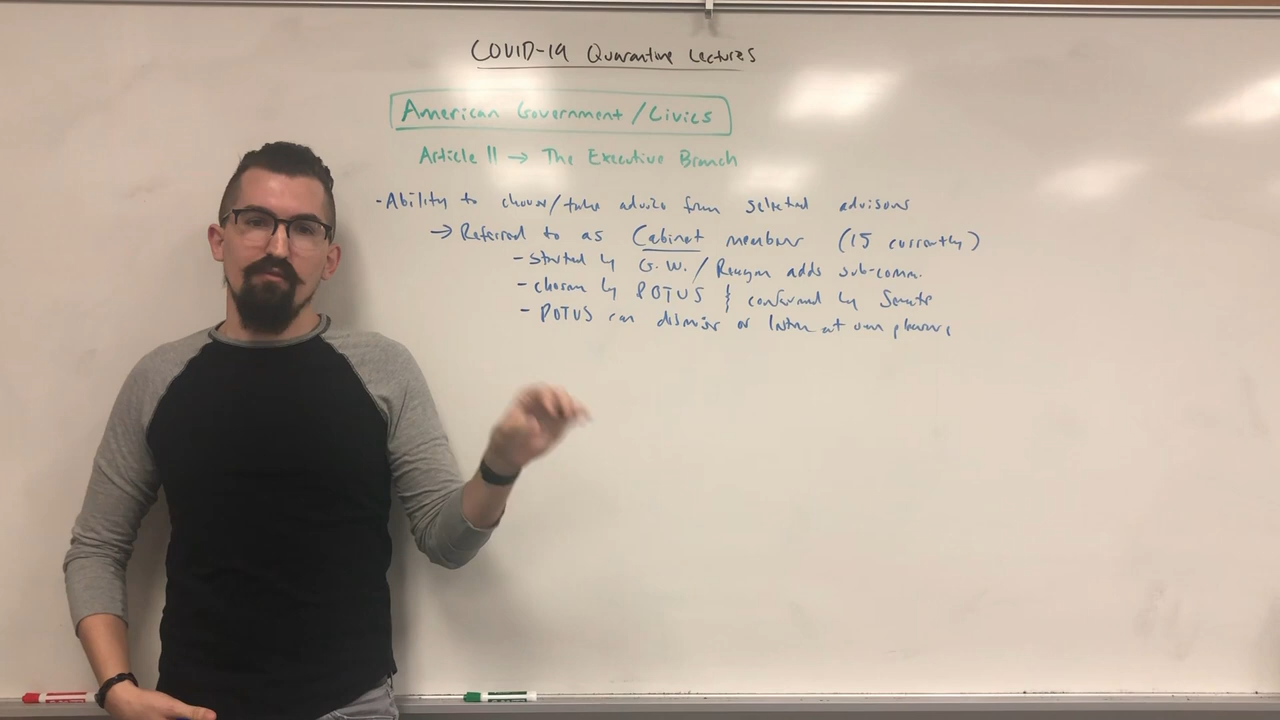 COVID-19 Quarantine Lectures
American Government/Civics
Article II → The Executive Branch
- Ability to choose/take advice from selected advisors
→ Referred to as Cabinet members (15 currently)
- started by G.W./Reagan adds sub-comm.
- chosen by POTUS & confirmed by Senate
- POTUS can dismiss or listen at own pleasure